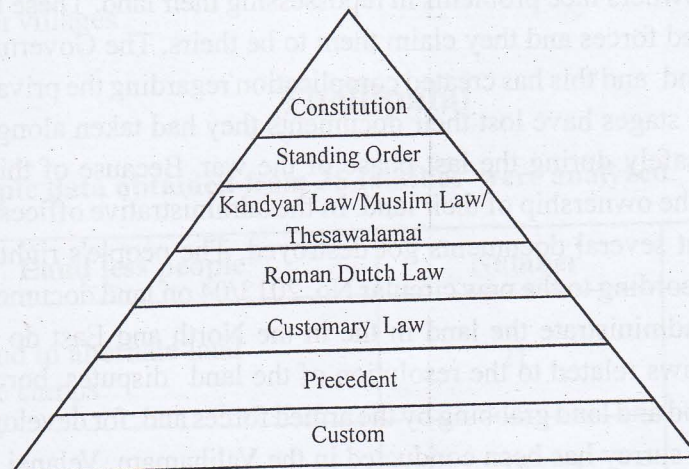 Constitution
Standing Order
Kandyan Law/Muslim Law/
Thesawalamai
Roman Dutch Law
Customary Law
Precedent
Custom